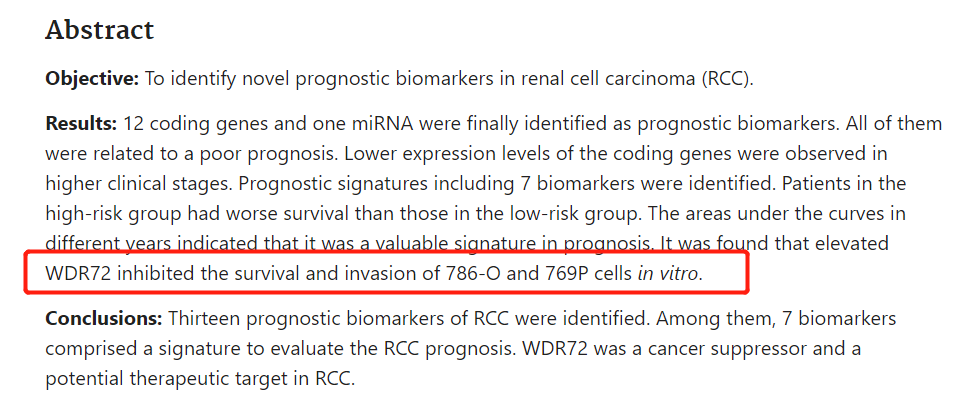 Abstract
Objective: To identify novel prognostic biomarkers in renal cell carcinoma (RCC).
Results: 12 coding genes and one miRNA were finally identified as prognostic biomarkers. All of them
were related to a poor prognosis. Lower expression levels of the coding genes were observed in
higher clinical stages. Prognostic signatures including 7 biomarkers were identified. Patients in the
high-risk group had worse survival than those in the low-risk group. The areas under the curves in
different years indicated that it was a valuable signature in prognosis. It was found that elevated
WDR72 inhibited the survival and invasion of 786-O and 769P cells in vitro.
Conclusions: Thirteen prognostic biomarkers of RCC were identified. Among them, 7 biomarkers
comprised a signature to evaluate the RCC prognosis. WDR72 was a cancer suppressor and a
potential therapeutic target in RCC.